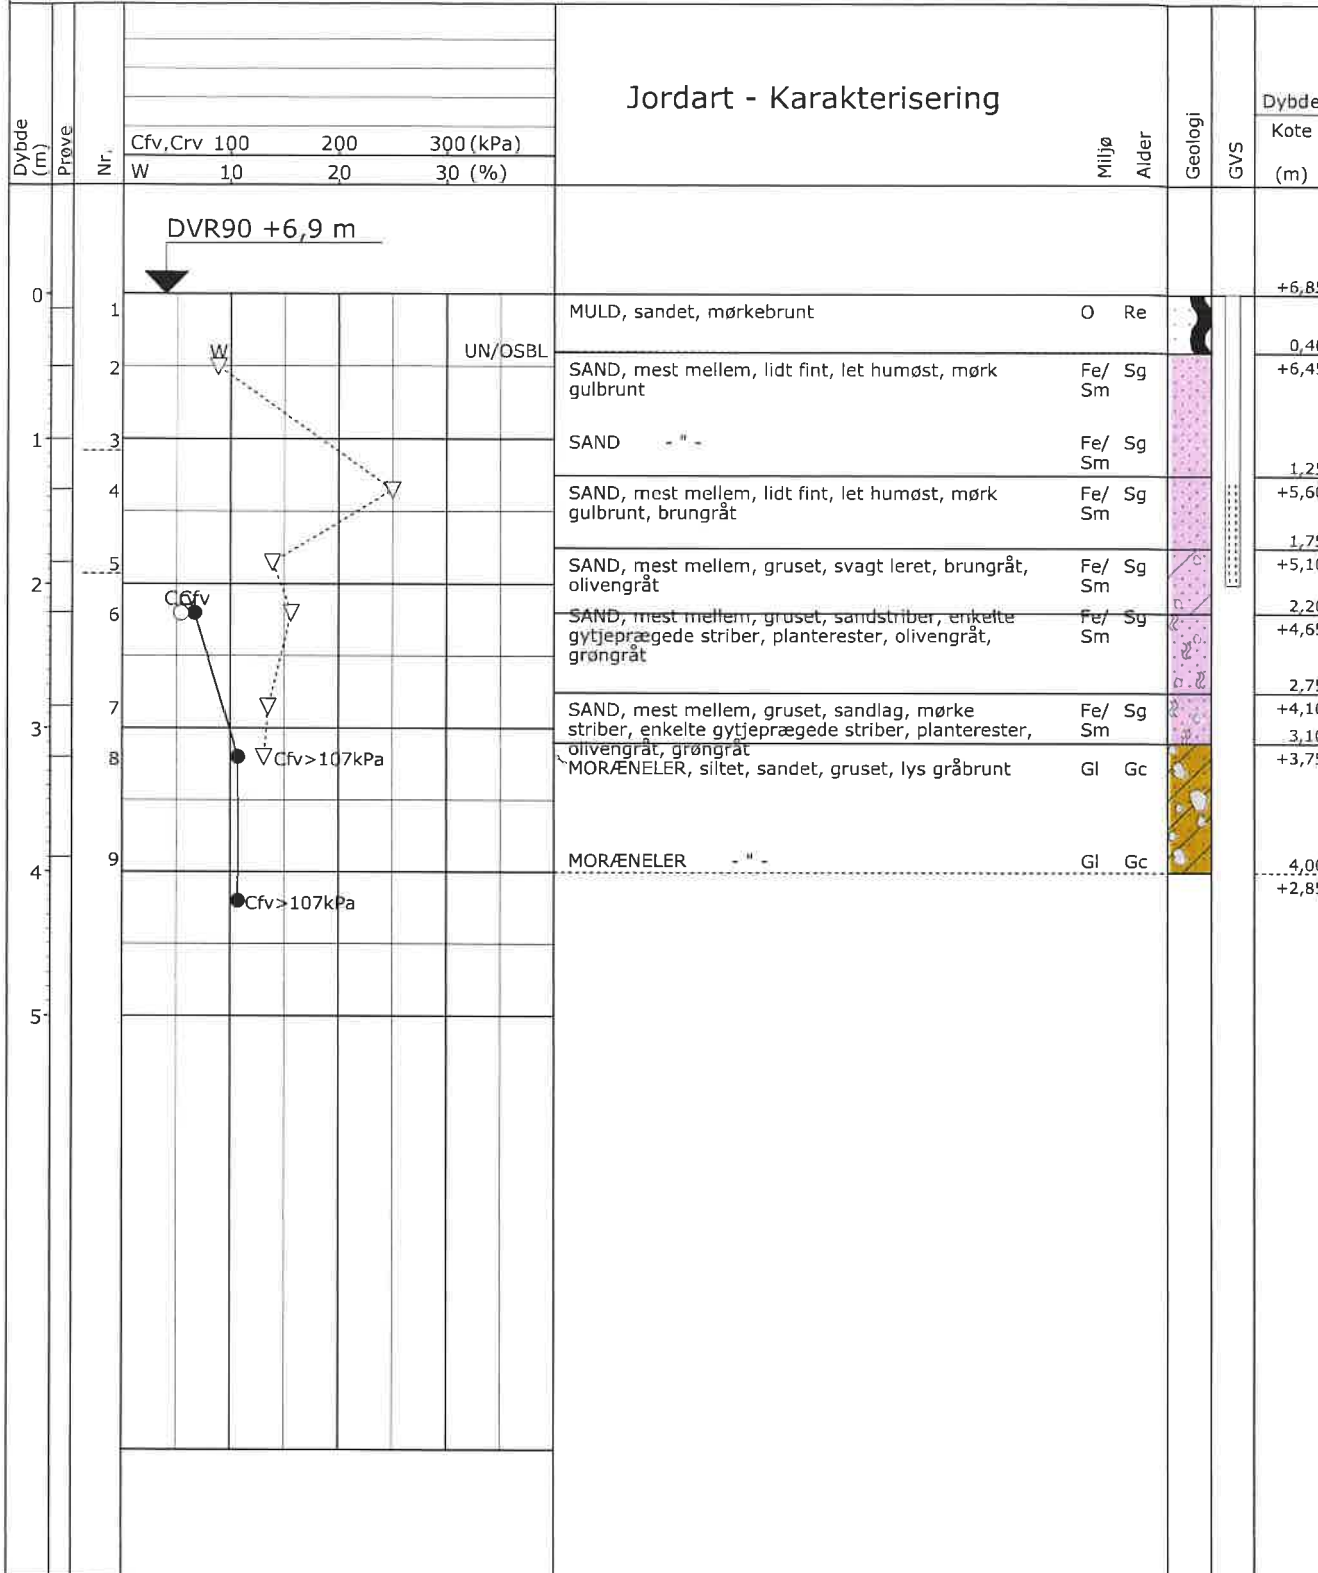 Jordart - Karakterisering
Dybde (m)
Prøve
Nr.
Cfv,Crv 100 200 300 (kPa)
W 10 20 30 (%)
Miljø
Alder
Geologi
GVS
Dybde
Kote
(m)
DVR90 +6,9 m
0
+6,85
1 MULD, sandet, mørkebrunt O Re
0,40
W UN/OSBL
2 SAND, mest mellem, lidt fint, let humøst, mørk Fe/ Sg +6,45
gulbrunt Sm
1 3 SAND - " - Fe/ Sg
Sm
1,25
4 SAND, mest mellem, lidt fint, let humøst, mørk Fe/ Sg +5,60
gulbrunt, brungråt Sm
1,75
5 SAND, mest mellem, gruset, svagt leret, brungråt, Fe/ Sg +5,10
olivengråt Sm
2
Cfv
2,20
6 SAND, mest mellem, gruset, sandstriber, enkelte Fe/ Sg
gytjeprægede striber, planterester, olivengråt, Sm +4,65
grøngråt
2,75
7 SAND, mest mellem, gruset, sandlag, mørke Fe/ Sg +4,10
striber, enkelte gytjeprægede striber, planterester, Sm
3 3,10
olivengråt, grøngråt
8 Cfv>107kPa +3,75
MORÆNELER, siltet, sandet, gruset, lys gråbrunt Gl Gc
9 MORÆNELER - " - Gl Gc
4 4,00
+2,85
Cfv>107kPa
5